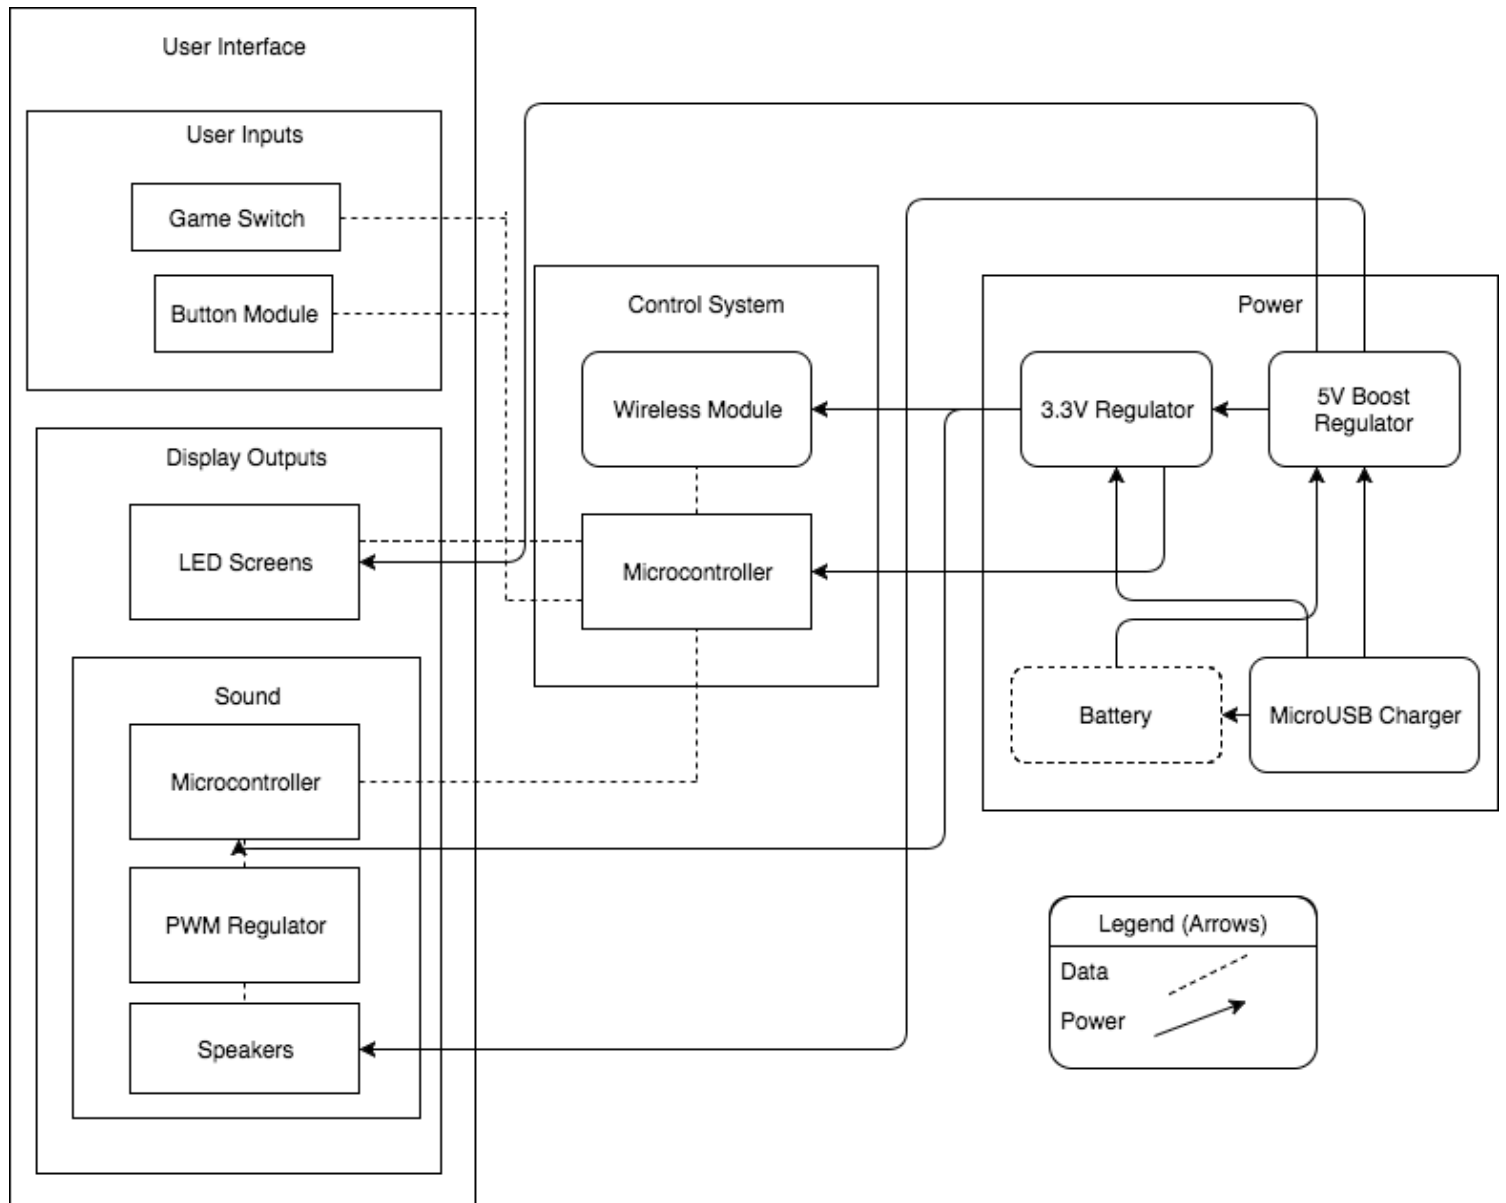 User Interface
User Inputs
Game Switch
Button Module
Display Outputs
LED Screens
Sound
Microcontroller
PWM Regulator
Speakers
Control System
Wireless Module
Microcontroller
Power
3.3V Regulator
5V Boost
Regulator
Battery
MicroUSB Charger
Legend (Arrows)
Data
Power